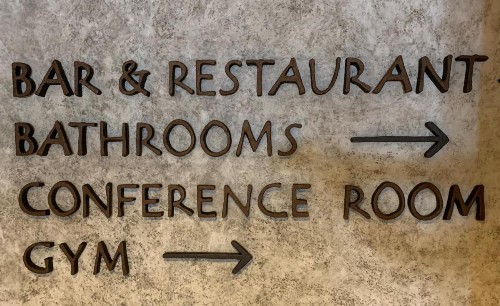 BAR & RESTAURANT
BATHROOMS →
CONFERENCE ROOM
GYM →